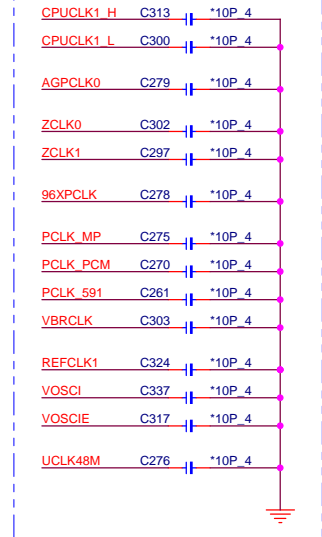 CPUCLK1_H C313 *10P_4
CPUCLK1_L C300 *10P_4
AGPCLK0 C279 *10P_4
ZCLK0 C302 *10P_4
ZCLK1 C297 *10P_4
96XPCLK C278 *10P_4
PCLK_MP C275 *10P_4
PCLK_PCM C270 *10P_4
PCLK_591 C261 *10P_4
VBRCLK C303 *10P_4
REFCLK1 C324 *10P_4
VOSCI C337 *10P_4
VOSCIE C317 *10P_4
UCLK48M C276 *10P_4